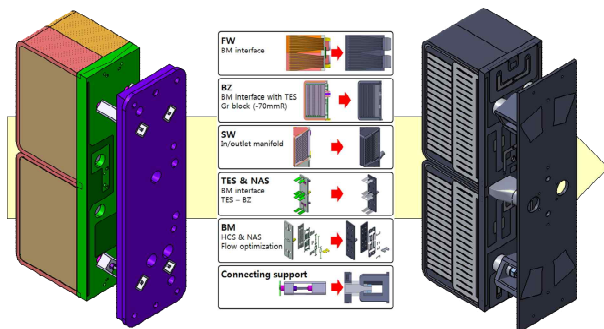 FW
BM interface
BZ
BM interface with TES
Gr block (-70mmR)
SW
In/outlet manifold
TES & NAS
BM interface
TES – BZ
BM
HCS & NAS
Flow optimization
Connecting support